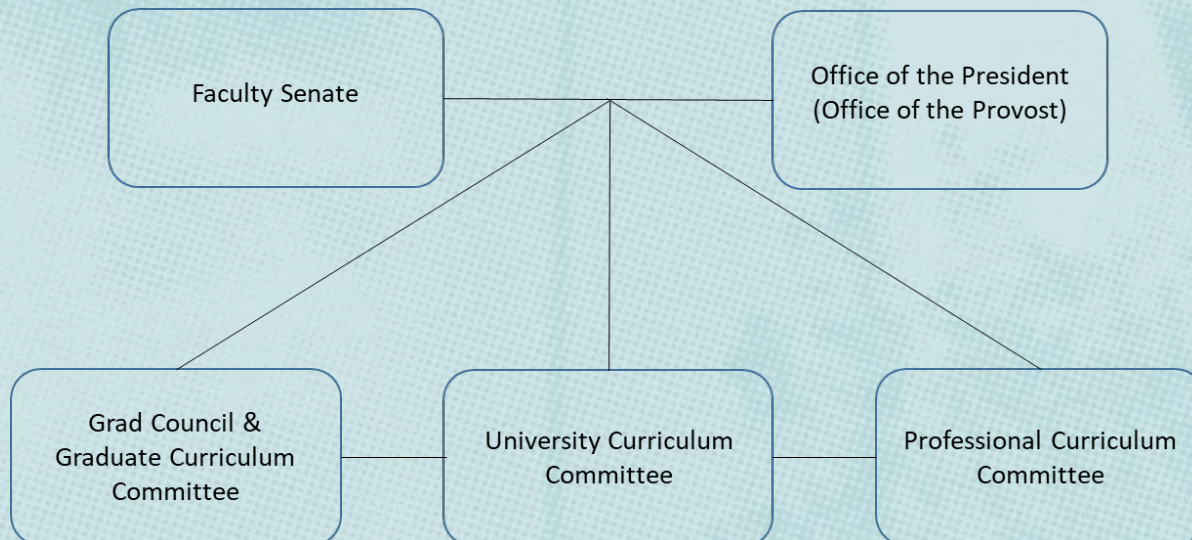 Faculty Senate
Office of the President
(Office of the Provost)
Grad Council &
Graduate Curriculum
Committee
University Curriculum
Committee
Professional Curriculum
Committee